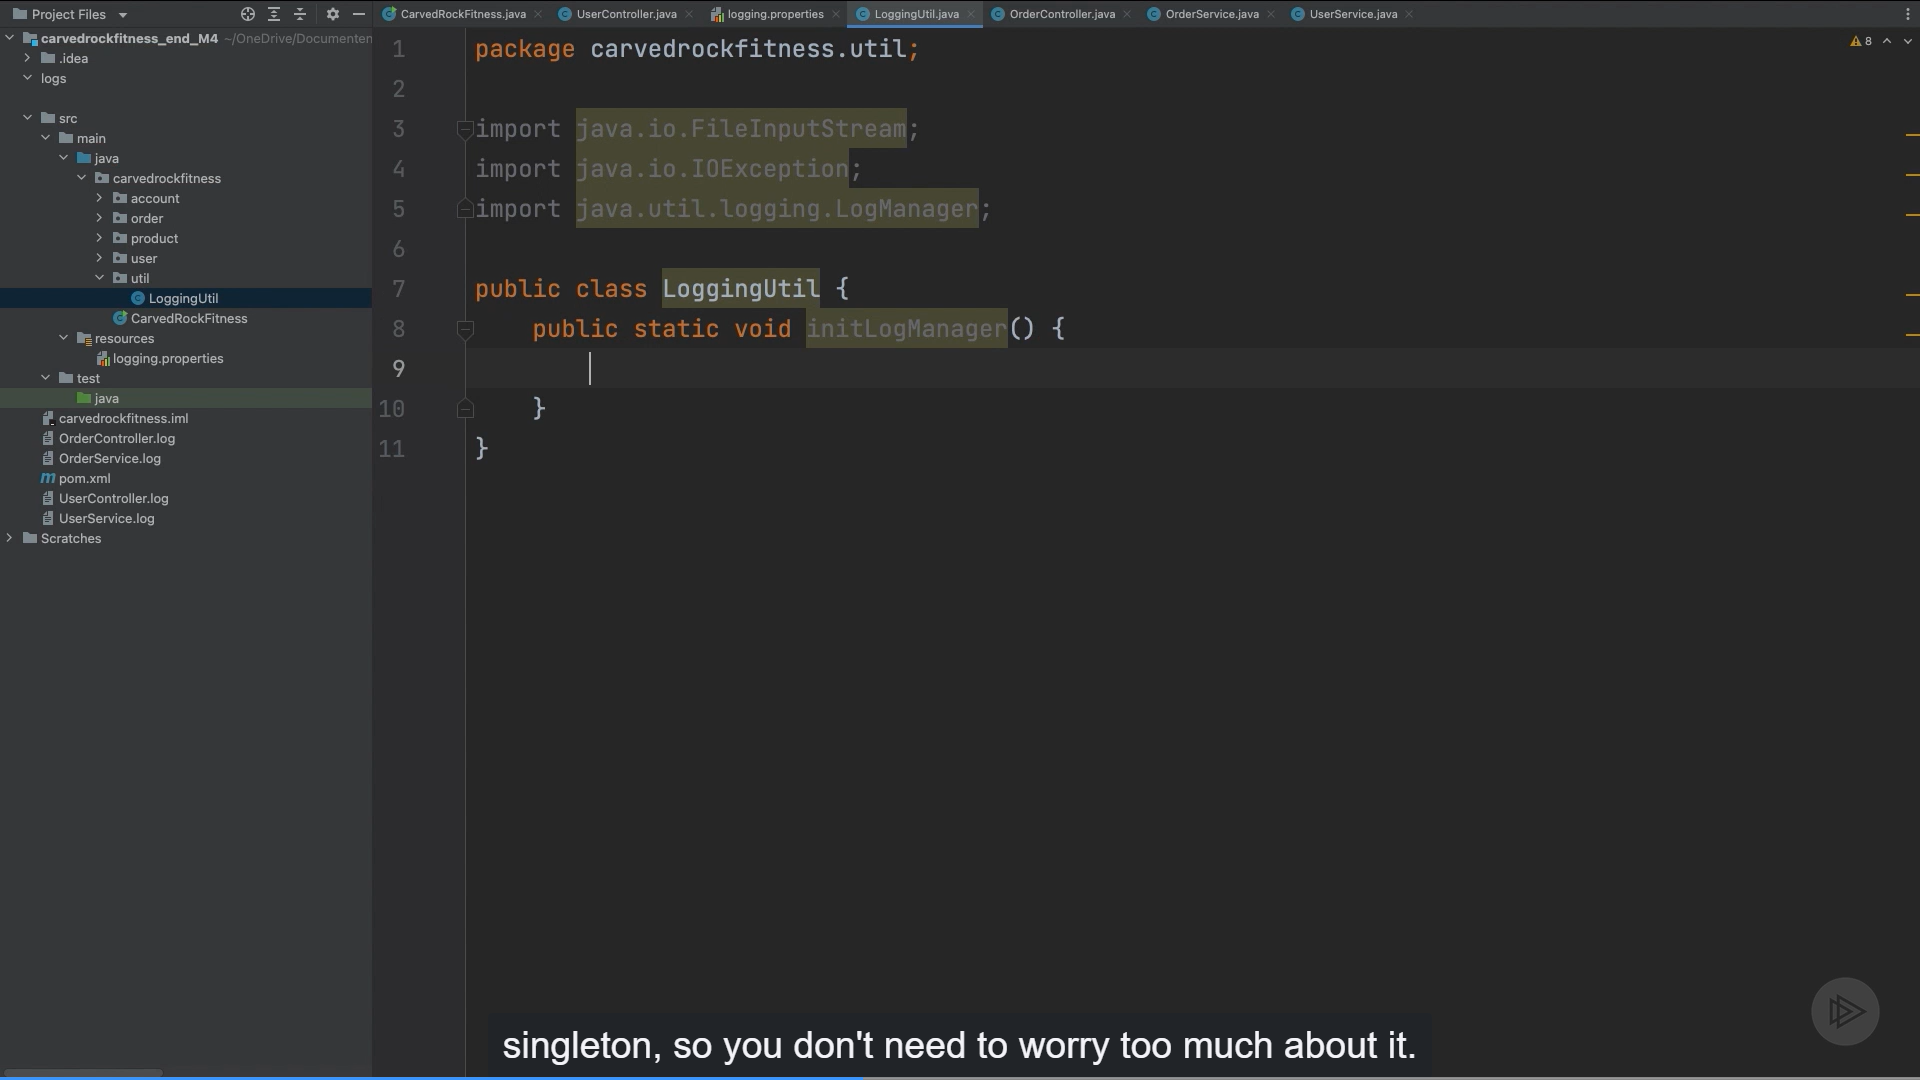 Project Files
CarvedRockFitness.java
UserController.java
logging.properties
LoggingUtil.java
OrderController.java
OrderService.java
UserService.java
carvedrockfitness_end_M4 ~/OneDrive/Documenten
.idea
logs
src
main
java
carvedrockfitness
account
order
product
user
util
LoggingUtil
CarvedRockFitness
resources
logging.properties
test
java
carvedrockfitness.iml
OrderController.log
OrderService.log
pom.xml
UserController.log
UserService.log
Scratches
8
1 package carvedrockfitness.util;
2
3 import java.io.FileInputStream;
4 import java.io.IOException;
5 import java.util.logging.LogManager;
6
7 public class LoggingUtil {
8 public static void initLogManager() {
9
10 }
11 }
singleton, so you don't need to worry too much about it.